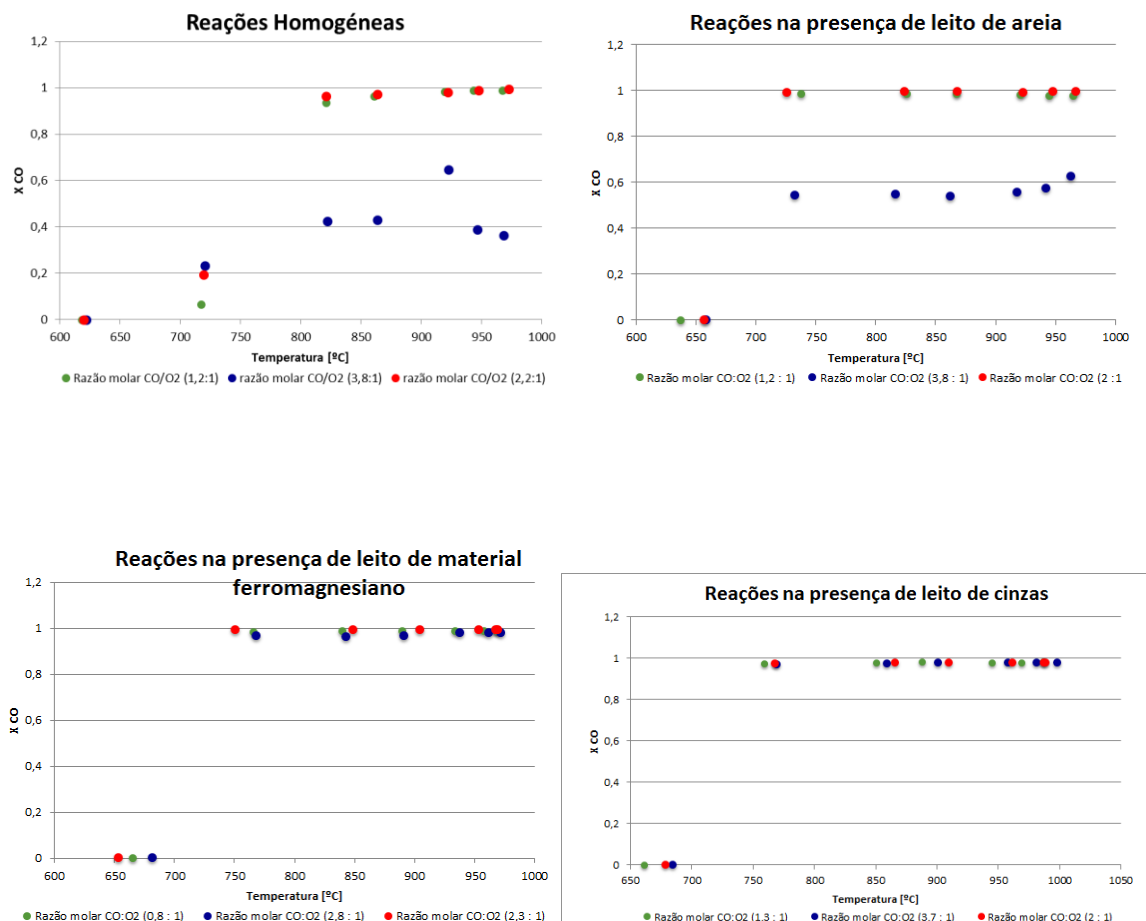 Reações Homogéneas
1,2
1
0,8
0,6
0,4
0,2
0
X CO
600 650 700 750 800 850 900 950 1000
Temperatura [ºC]
Razão molar CO/O2 (1,2:1) razão molar CO/O2 (3,8:1) razão molar CO/O2 (2,2:1)
Reações na presença de leito de areia
1,2
1
0,8
0,6
0,4
0,2
0
X CO
600 650 700 750 800 850 900 950 1000
Temperatura [ºC]
Razão molar CO:O2 (1,2 : 1) Razão molar CO:O2 (3,8 : 1) Razão molar CO:O2 (2 :1
Reações na presença de leito de material
ferromagnesiano
1,2
1
0,8
0,6
0,4
0,2
0
X CO
600 650 700 750 800 850 900 950 1000
Temperatura [ºC]
Razão molar CO:O2 (0,8 : 1) Razão molar CO:O2 (2,8 : 1) Razão molar CO:O2 (2,3 : 1)
Reações na presença de leito de cinzas
1,2
1
0,8
0,6
0,4
0,2
0
X CO
650 700 750 800 850 900 950 1000 1050
Temperatura [ºC]
Razão molar CO:O2 (1.3 : 1) Razão molar CO:O2 (3.7 : 1) Razão molar CO:O2 (2 : 1)